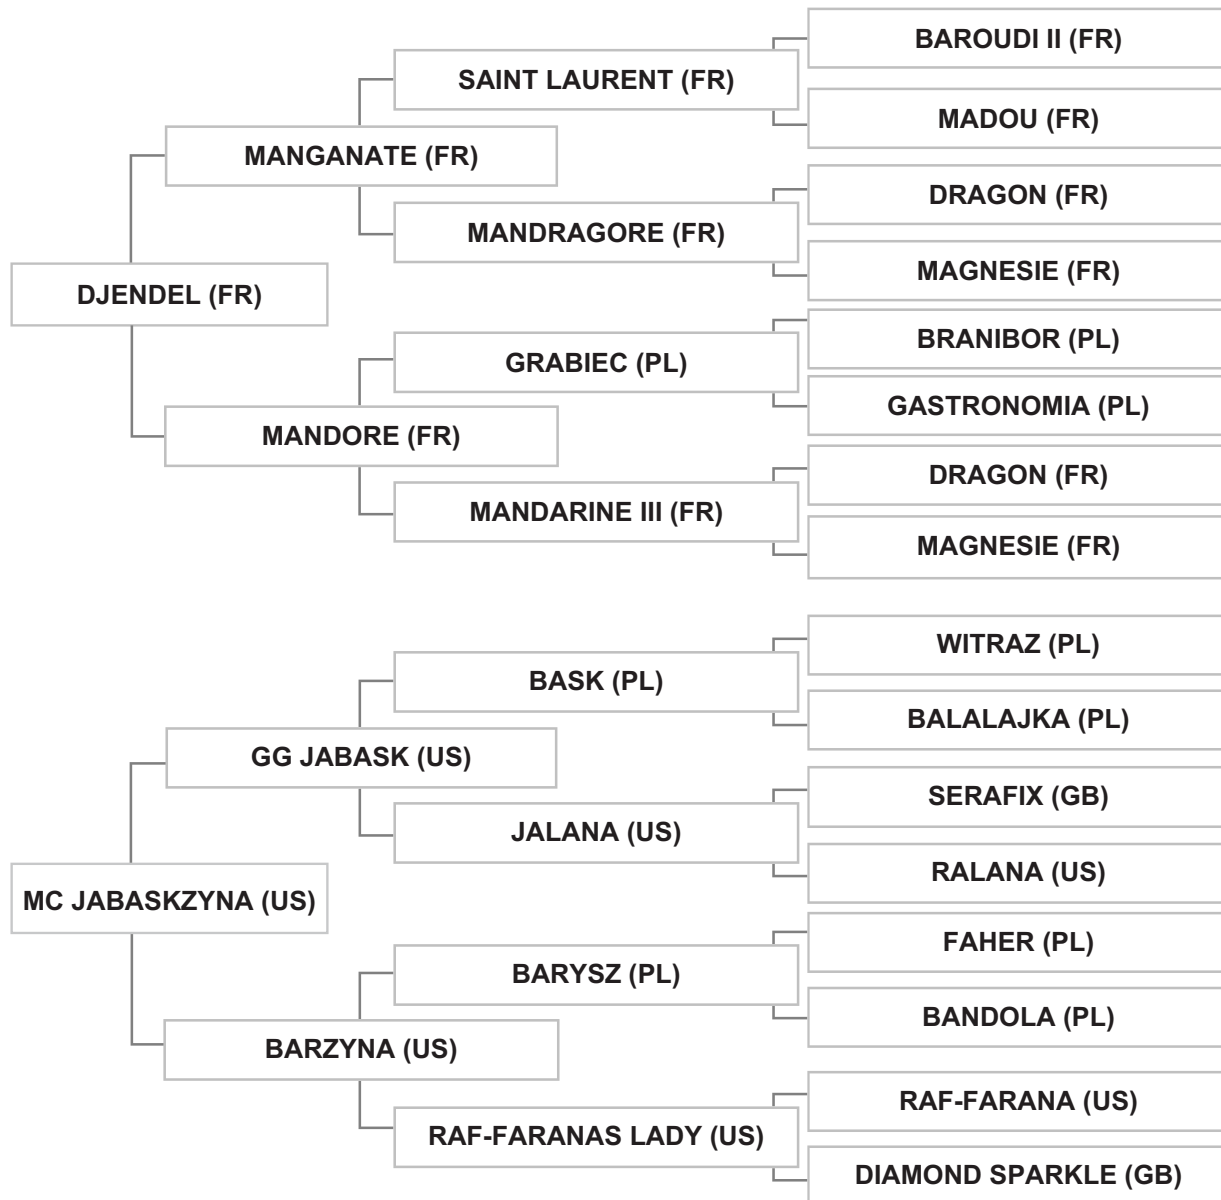 BAROUDI II (FR)
SAINT LAURENT (FR)
MADOU (FR)
MANGANATE (FR)
DRAGON (FR)
MANDRAGORE (FR)
MAGNESIE (FR)
DJENDEL (FR)
BRANIBOR (PL)
GRABIEC (PL)
GASTRONOMIA (PL)
MANDORE (FR)
DRAGON (FR)
MANDARINE III (FR)
MAGNESIE (FR)
WITRAZ (PL)
BASK (PL)
BALALAJKA (PL)
GG JABASK (US)
SERAFIX (GB)
JALANA (US)
RALANA (US)
MC JABASKZYNA (US)
FAHER (PL)
BARYSZ (PL)
BANDOLA (PL)
BARZYNA (US)
RAF-FARANA (US)
RAF-FARANAS LADY (US)
DIAMOND SPARKLE (GB)